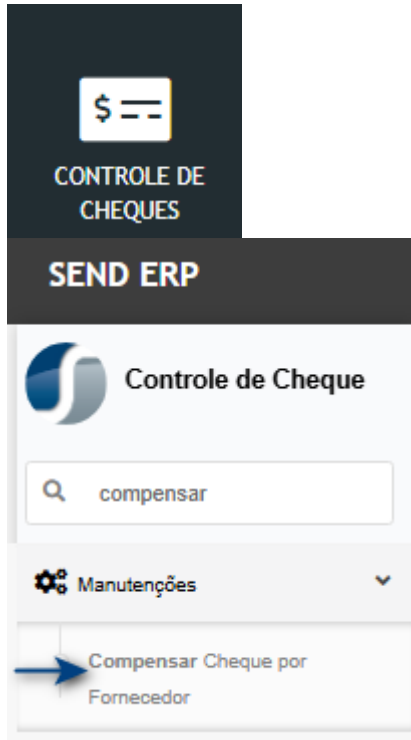 $
CONTROLE DE
CHEQUES
SEND ERP
Controle de Cheque
compensar
Manutenções
Compensar Cheque por
Fornecedor